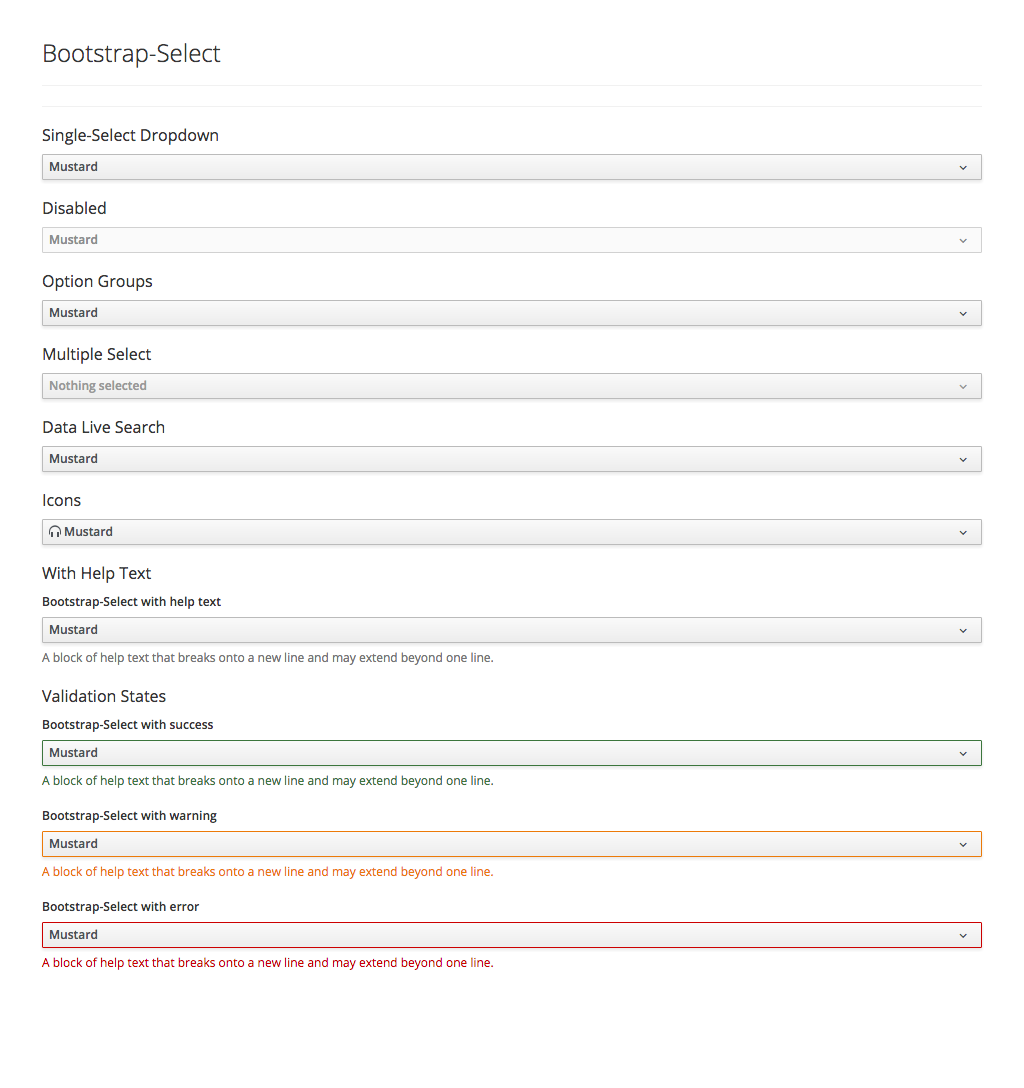 Bootstrap-Select
Single-Select Dropdown
Mustard
Disabled
Mustard
Option Groups
Mustard
Multiple Select
Nothing selected
Data Live Search
Mustard
Icons
Mustard
With Help Text
Bootstrap-Select with help text
Mustard
A block of help text that breaks onto a new line and may extend beyond one line.
Validation States
Bootstrap-Select with success
Mustard
A block of help text that breaks onto a new line and may extend beyond one line.
Bootstrap-Select with warning
Mustard
A block of help text that breaks onto a new line and may extend beyond one line.
Bootstrap-Select with error
Mustard
A block of help text that breaks onto a new line and may extend beyond one line.